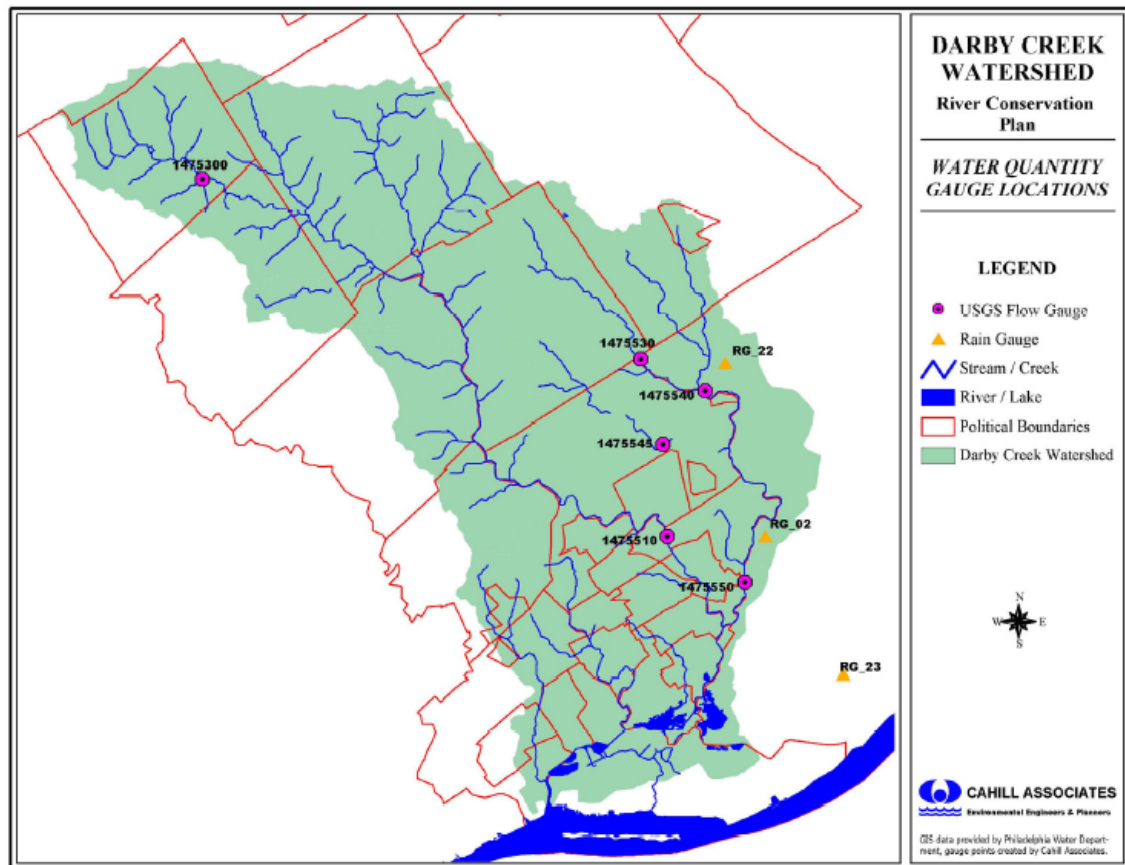 DARBY CREEK
WATERSHED
River Conservation
Plan
WATER QUANTITY
GAUGE LOCATIONS
LEGEND
USGS Flow Gauge
Rain Gauge
Stream / Creek
River / Lake
Political Boundaries
Darby Creek Watershed
1475300
1475530
RG_22
1475540
1475545
RG_02
1475510
1475550
RG_23
N
W E
S
CAHILL ASSOCIATES
Environmental Engineers & Planners
GIS data provided by Philadelphia Water Depart-
ment, gauge points created by Cahill Associates.